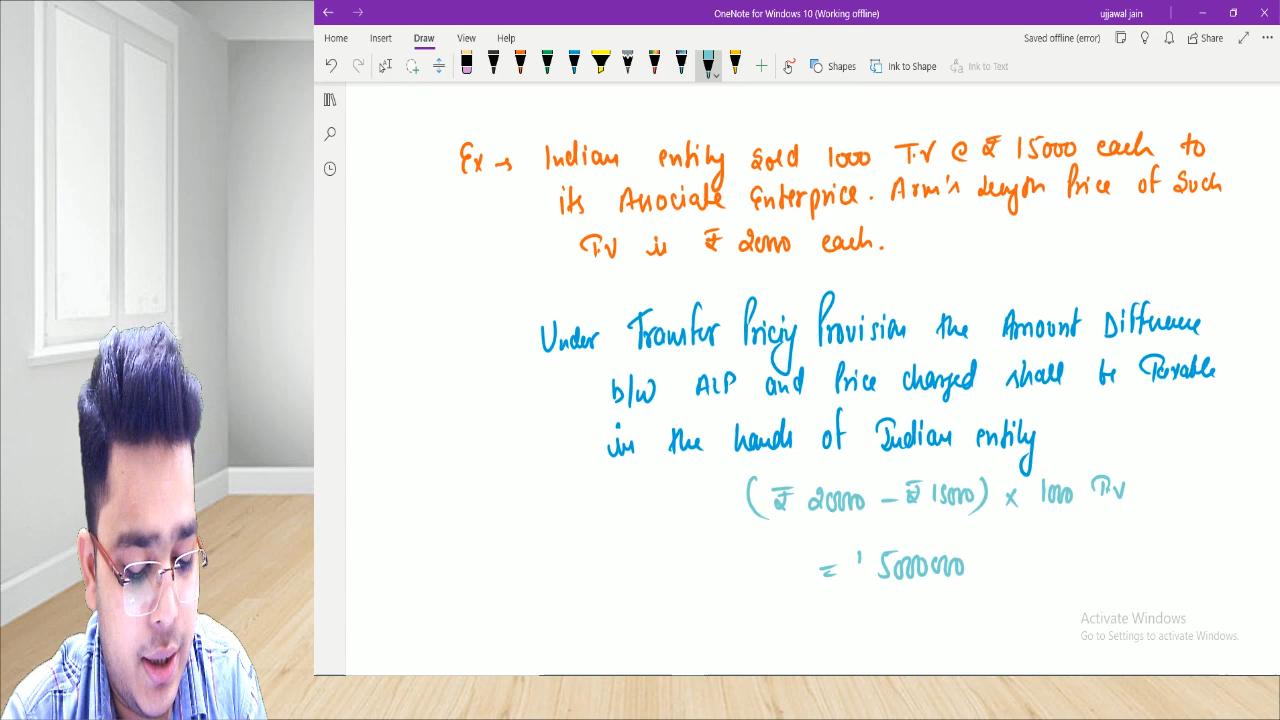 OneNote for Windows 10 (Working offline)
ujjawal jain
Home Insert Draw View Help
Saved offline (error) Share
Shapes Ink to Shape Ink to Text
Ex → Indian entity sold 1000 T.V @ ₹ 15000 each to
its Associate Enterprice. Arm's Length Price of Such
TV is ₹ 20000 each.
Under Transfer Pricing Provision the Amount Difference
b/w ALP and Price charged shall be Taxable
in the hands of Indian entity
(₹ 20000 - ₹ 15000) × 1000 TV
= 5000000
Activate Windows
Go to Settings to activate Windows.